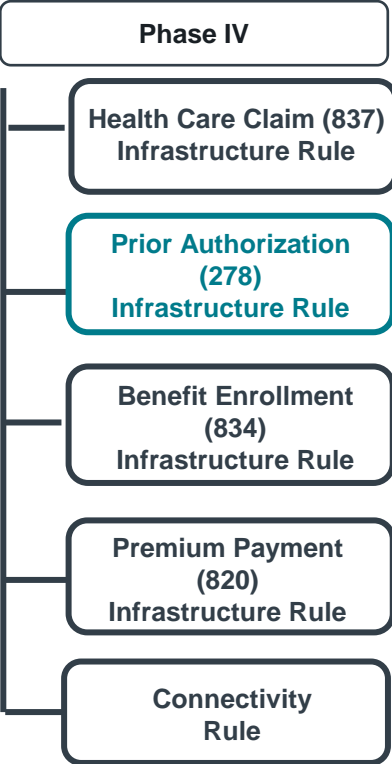 Phase IV
Health Care Claim (837)
Infrastructure Rule
Prior Authorization
(278)
Infrastructure Rule
Benefit Enrollment
(834)
Infrastructure Rule
Premium Payment
(820)
Infrastructure Rule
Connectivity
Rule